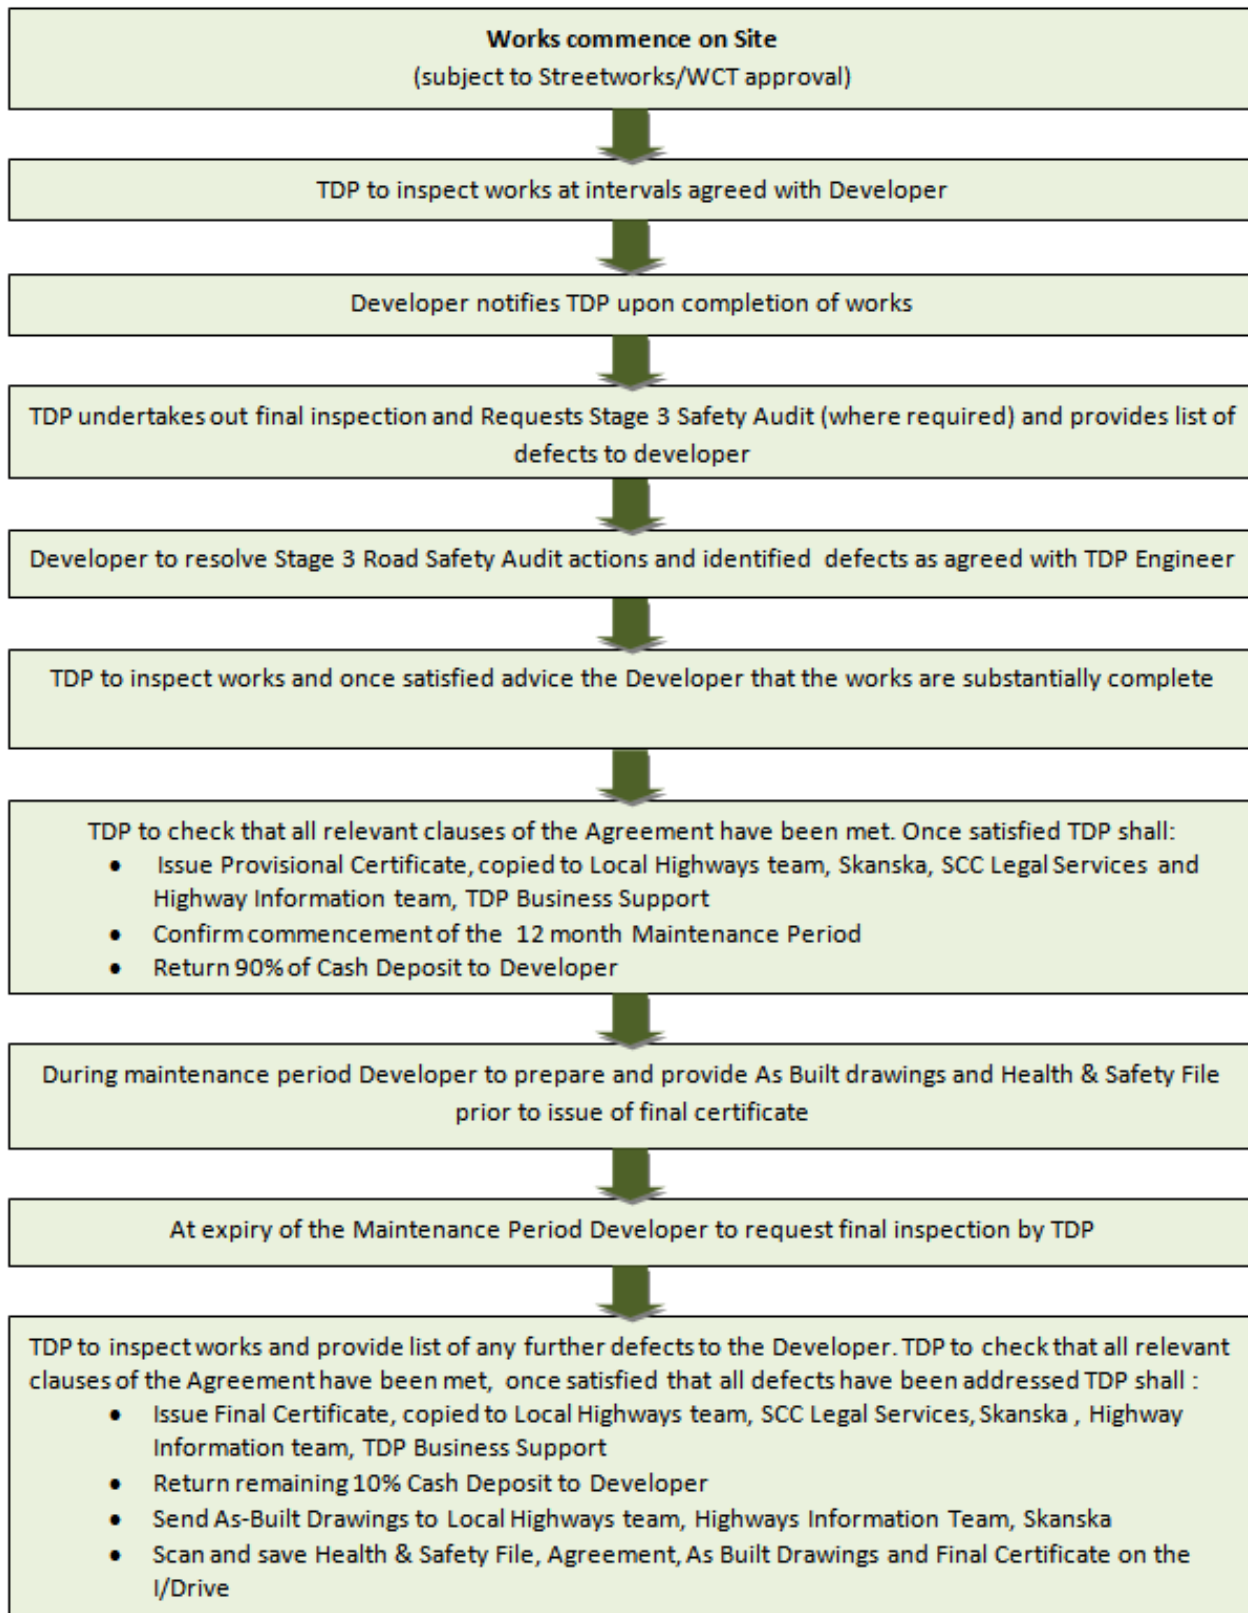 Works commence on Site
(subject to Streetworks/WCT approval)
TDP to inspect works at intervals agreed with Developer
Developer notifies TDP upon completion of works
TDP undertakes out final inspection and Requests Stage 3 Safety Audit (where required) and provides list of
defects to developer
Developer to resolve Stage 3 Road Safety Audit actions and identified defects as agreed with TDP Engineer
TDP to inspect works and once satisfied advice the Developer that the works are substantially complete
TDP to check that all relevant clauses of the Agreement have been met. Once satisfied TDP shall:
• Issue Provisional Certificate, copied to Local Highways team, Skanska, SCC Legal Services and
Highway Information team, TDP Business Support
• Confirm commencement of the 12 month Maintenance Period
• Return 90% of Cash Deposit to Developer
During maintenance period Developer to prepare and provide As Built drawings and Health & Safety File
prior to issue of final certificate
At expiry of the Maintenance Period Developer to request final inspection by TDP
TDP to inspect works and provide list of any further defects to the Developer. TDP to check that all relevant
clauses of the Agreement have been met, once satisfied that all defects have been addressed TDP shall :
• Issue Final Certificate, copied to Local Highways team, SCC Legal Services, Skanska , Highway
Information team, TDP Business Support
• Return remaining 10% Cash Deposit to Developer
• Send As-Built Drawings to Local Highways team, Highways Information Team, Skanska
• Scan and save Health & Safety File, Agreement, As Built Drawings and Final Certificate on the
I/Drive